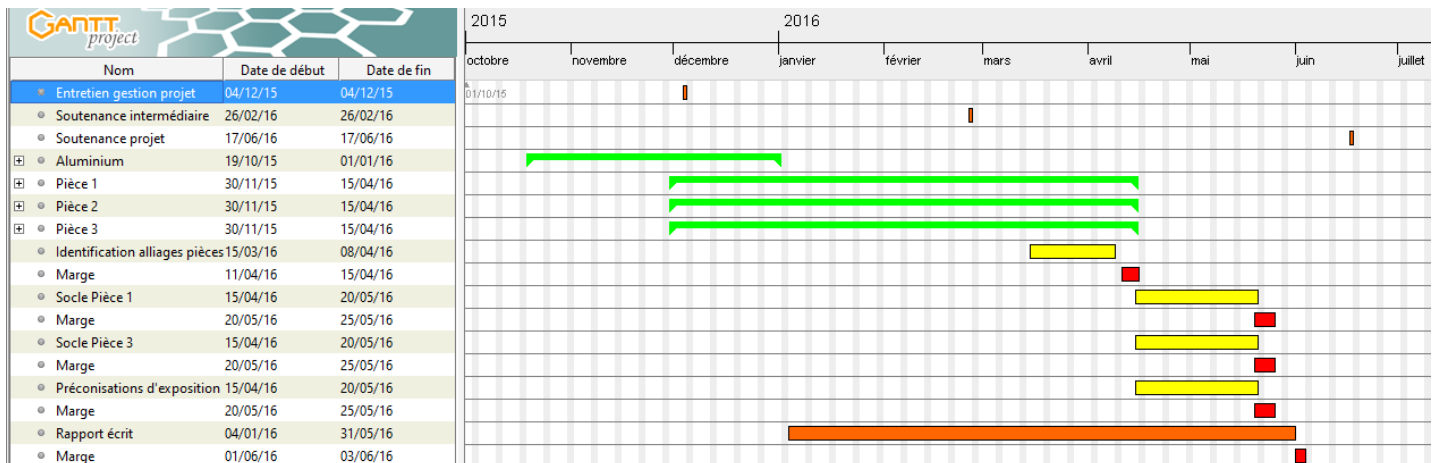 GANTT project
2015 2016
octobre novembre décembre janvier février mars avril mai juin juillet
Nom Date de début Date de fin
Entretien gestion projet 04/12/15 04/12/15 01/10/15
Soutenance intermédiaire 26/02/16 26/02/16
Soutenance projet 17/06/16 17/06/16
Aluminium 19/10/15 01/01/16
Pièce 1 30/11/15 15/04/16
Pièce 2 30/11/15 15/04/16
Pièce 3 30/11/15 15/04/16
Identification alliages pièces 15/03/16 08/04/16
Marge 11/04/16 15/04/16
Socle Pièce 1 15/04/16 20/05/16
Marge 20/05/16 25/05/16
Socle Pièce 3 15/04/16 20/05/16
Marge 20/05/16 25/05/16
Préconisations d'exposition 15/04/16 20/05/16
Marge 20/05/16 25/05/16
Rapport écrit 04/01/16 31/05/16
Marge 01/06/16 03/06/16